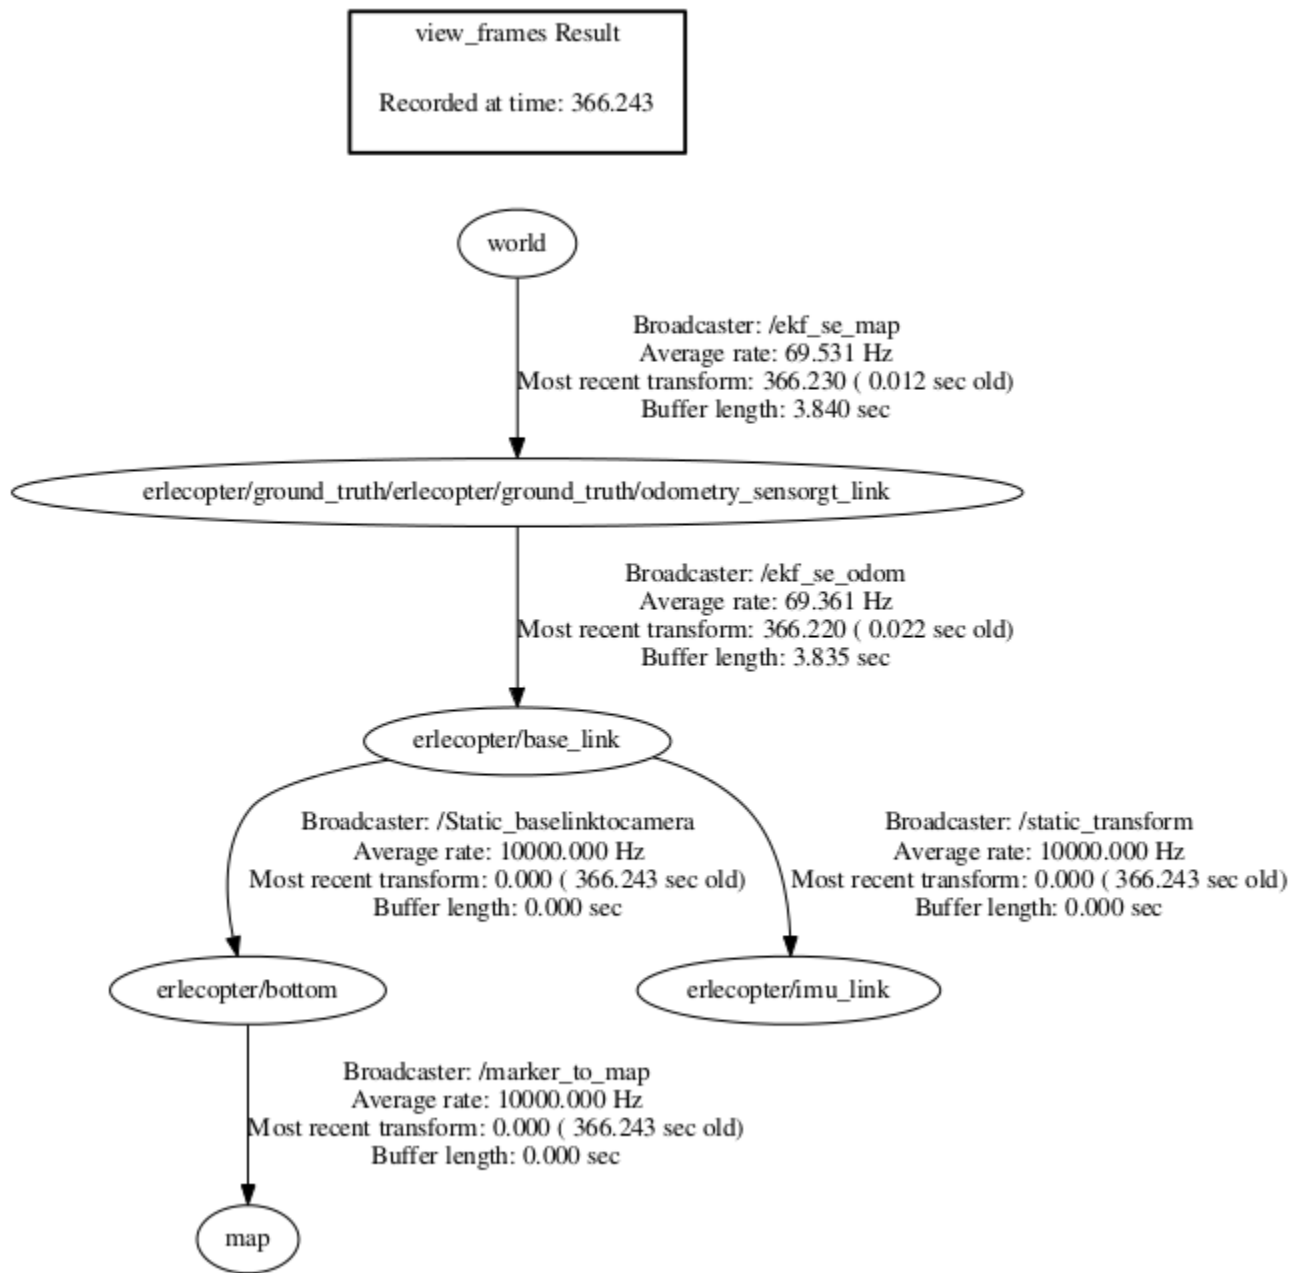 view_frames Result
Recorded at time: 366.243
world
Broadcaster: /ekf_se_map
Average rate: 69.531 Hz
Most recent transform: 366.230 ( 0.012 sec old)
Buffer length: 3.840 sec
erlecopter/ground_truth/erlecopter/ground_truth/odometry_sensorgt_link
Broadcaster: /ekf_se_odom
Average rate: 69.361 Hz
Most recent transform: 366.220 ( 0.022 sec old)
Buffer length: 3.835 sec
erlecopter/base_link
Broadcaster: /Static_baselinktocamera
Average rate: 10000.000 Hz
Most recent transform: 0.000 ( 366.243 sec old)
Buffer length: 0.000 sec
Broadcaster: /static_transform
Average rate: 10000.000 Hz
Most recent transform: 0.000 ( 366.243 sec old)
Buffer length: 0.000 sec
erlecopter/bottom
erlecopter/imu_link
Broadcaster: /marker_to_map
Average rate: 10000.000 Hz
Most recent transform: 0.000 ( 366.243 sec old)
Buffer length: 0.000 sec
map